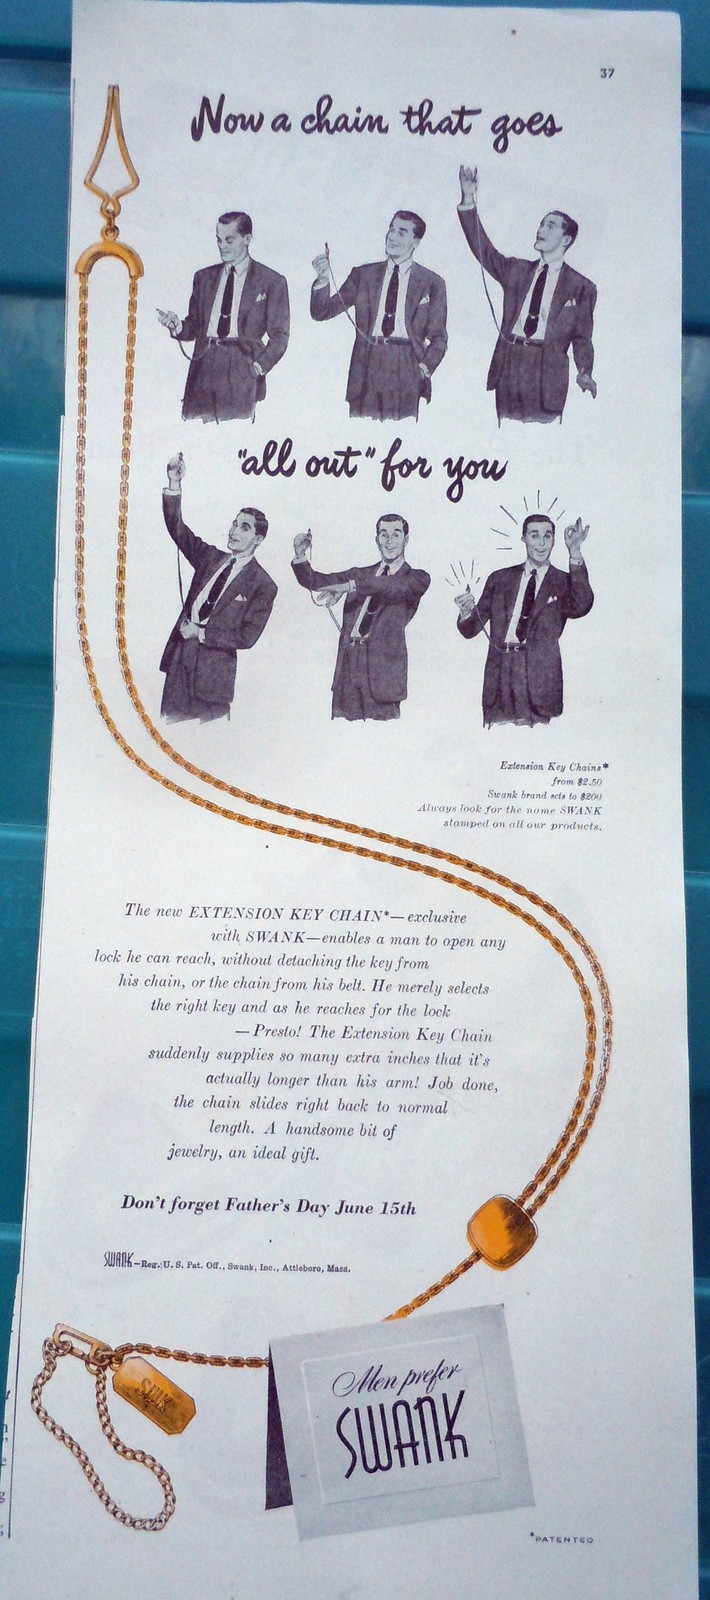 37
Now a chain that goes
"all out" for you
Extension Key Chains*
from $2.50
Swank brand sets to $200
Always look for the name SWANK
stamped on all our products.
The new EXTENSION KEY CHAIN*—exclusive
with SWANK—enables a man to open any
lock he can reach, without detaching the key from
his chain, or the chain from his belt. He merely selects
the right key and as he reaches for the lock
—Presto! The Extension Key Chain
suddenly supplies so many extra inches that it's
actually longer than his arm! Job done,
the chain slides right back to normal
length. A handsome bit of
jewelry, an ideal gift.
Don't forget Father's Day June 15th
SWANK—Reg. U. S. Pat. Off., Swank, Inc., Attleboro, Mass.
Men prefer
SWANK
*PATENTED